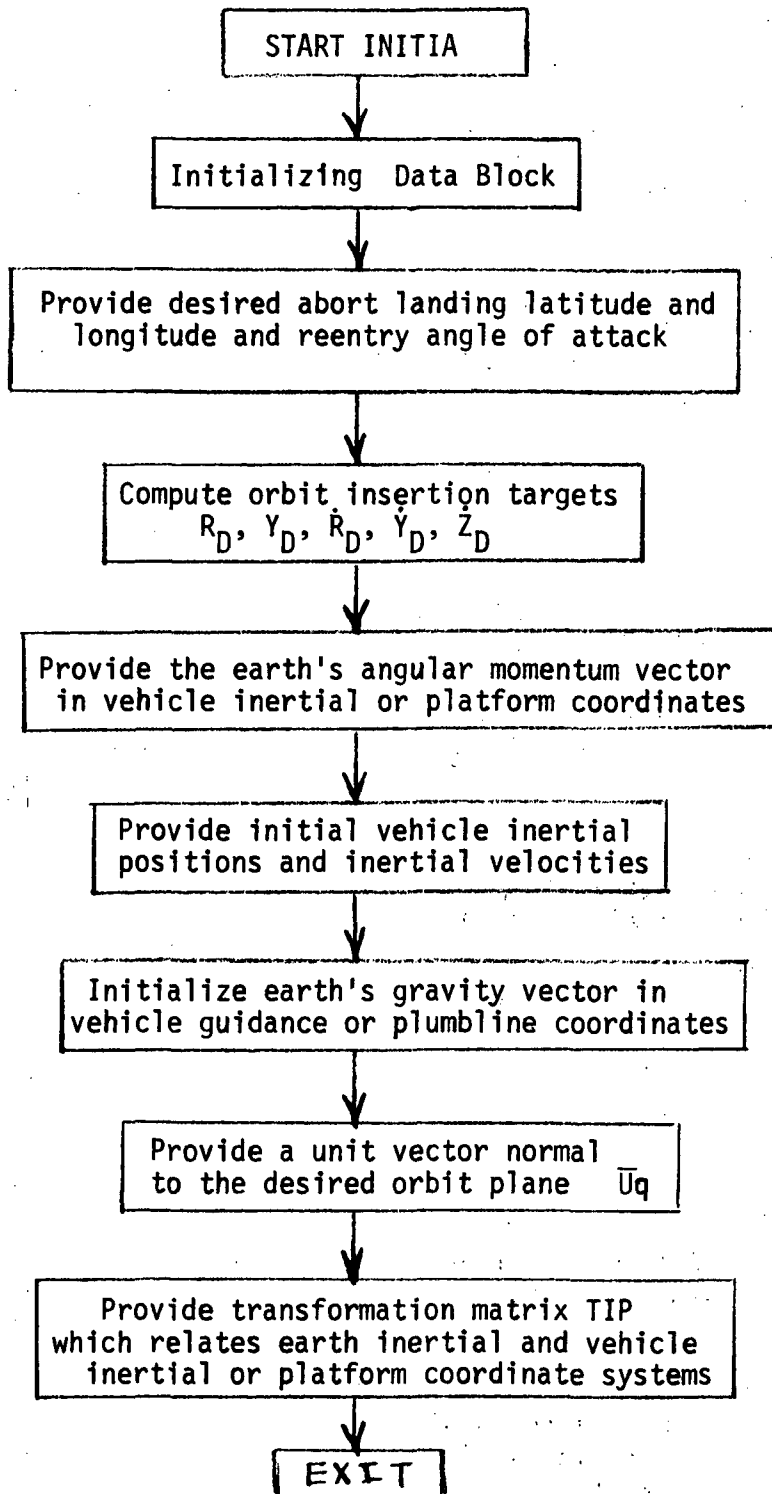 START INITIA
Initializing Data Block
Provide desired abort landing latitude and
longitude and reentry angle of attack
Compute orbit insertion targets
R_D, Y_D, Ṙ_D, Ẏ_D, Ż_D
Provide the earth's angular momentum vector
in vehicle inertial or platform coordinates
Provide initial vehicle inertial
positions and inertial velocities
Initialize earth's gravity vector in
vehicle guidance or plumbline coordinates
Provide a unit vector normal
to the desired orbit plane U̅q
Provide transformation matrix TIP
which relates earth inertial and vehicle
inertial or platform coordinate systems
EXIT